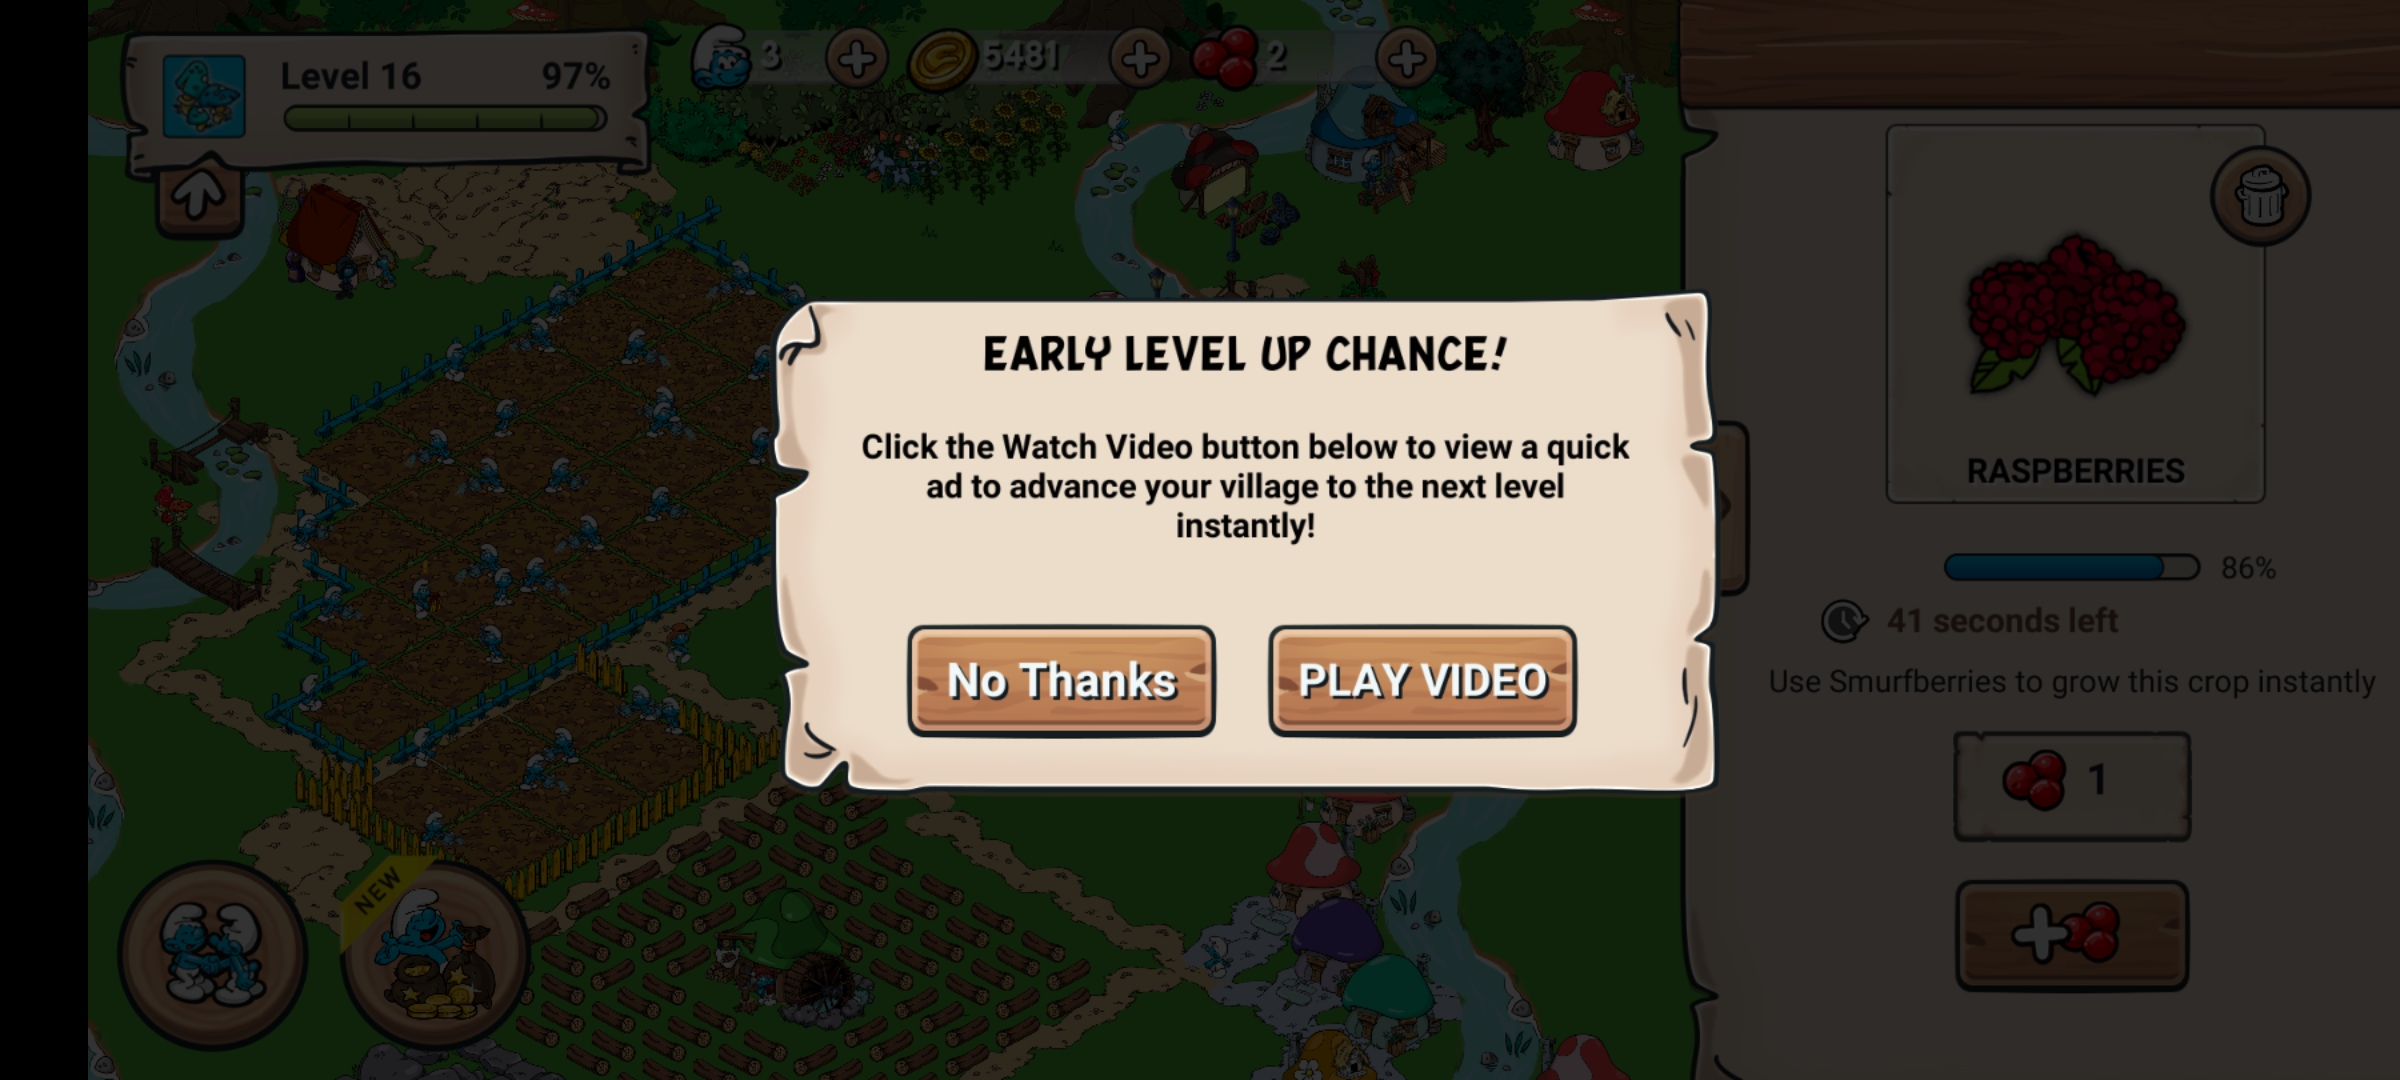 Level 16 97%
3
5481
2
EARLY LEVEL UP CHANCE!
Click the Watch Video button below to view a quick
ad to advance your village to the next level
instantly!
No Thanks
PLAY VIDEO
RASPBERRIES
86%
41 seconds left
Use Smurfberries to grow this crop instantly
1
NEW